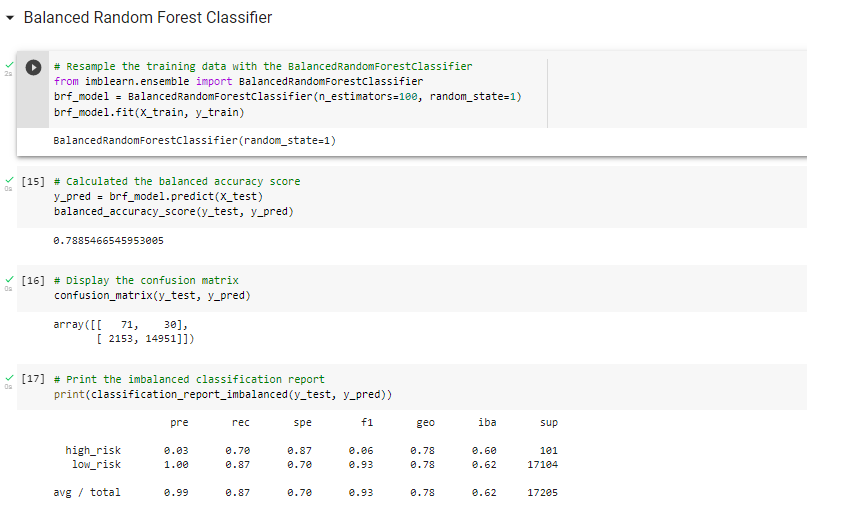 Balanced Random Forest Classifier
2s
# Resample the training data with the BalancedRandomForestClassifier
from imblearn.ensemble import BalancedRandomForestClassifier
brf_model = BalancedRandomForestClassifier(n_estimators=100, random_state=1)
brf_model.fit(X_train, y_train)
BalancedRandomForestClassifier(random_state=1)
0s
[15] # Calculated the balanced accuracy score
y_pred = brf_model.predict(X_test)
balanced_accuracy_score(y_test, y_pred)
0.7885466545953005
0s
[16] # Display the confusion matrix
confusion_matrix(y_test, y_pred)
array([[   71,    30],
       [ 2153, 14951]])
0s
[17] # Print the imbalanced classification report
print(classification_report_imbalanced(y_test, y_pred))
pre rec spe f1 geo iba sup
high_risk 0.03 0.70 0.87 0.06 0.78 0.60 101
low_risk 1.00 0.87 0.70 0.93 0.78 0.62 17104
avg / total 0.99 0.87 0.70 0.93 0.78 0.62 17205